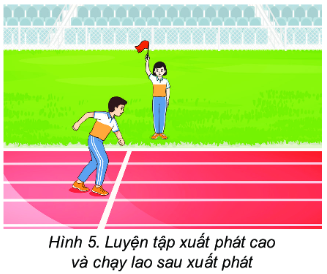 Hình 5. Luyện tập xuất phát cao
và chạy lao sau xuất phát